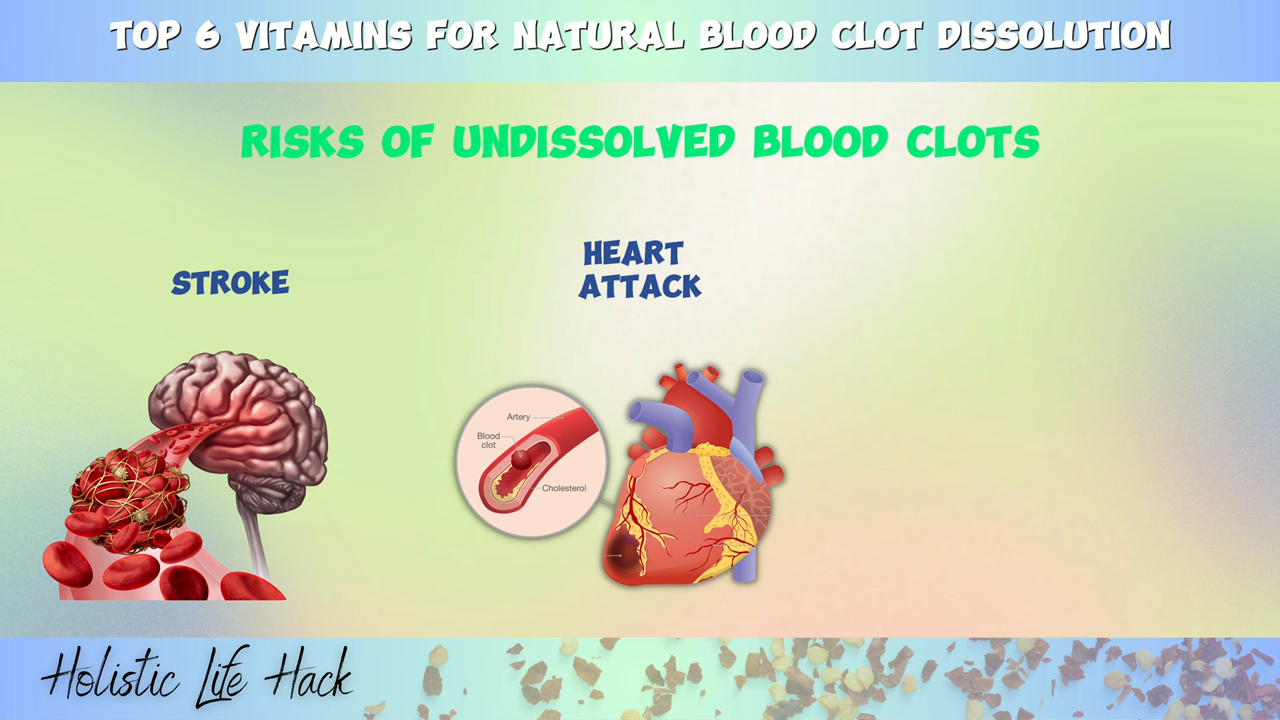 TOP 6 VITAMINS FOR NATURAL BLOOD CLOT DISSOLUTION
RISKS OF UNDISSOLVED BLOOD CLOTS
STROKE
HEART
ATTACK
Artery
Blood
clot
Cholesterol
Holistic Life Hack